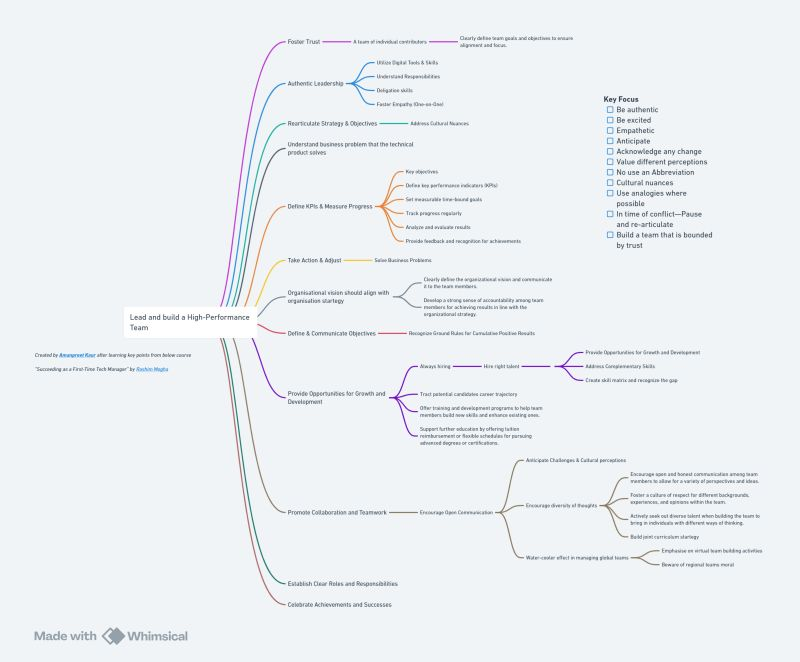 Foster Trust
A team of individual contributors
Clearly define team goals and objectives to ensure
alignment and focus.
Authentic Leadership
Utilize Digital Tools & Skills
Understand Responsibilities
Deligation skills
Foster Empathy (One-on-One)
Rearticulate Strategy & Objectives
Address Cultural Nuances
Understand business problem that the technical
product solves
Define KPIs & Measure Progress
Key objectives
Define key performance indicators (KPIs)
Set measurable time-bound goals
Track progress regularly
Analyze and evaluate results
Provide feedback and recognition for achievements
Take Action & Adjust
Solve Business Problems
Organisational vision should align with
organisation startegy
Clearly define the organizational vision and communicate
it to the team members.
Develop a strong sense of accountability among team
members for achieving results in line with the
organizational strategy.
Lead and build a High-Performance
Team
Define & Communicate Objectives
Recognize Ground Rules for Cumulative Positive Results
Created by Amanpreet Kaur after learning key points from below course
"Succeeding as a First-Time Tech Manager" by Rashim Mogha
Provide Opportunities for Growth and
Development
Always hiring
Hire right talent
Provide Opportunities for Growth and Development
Address Complementary Skills
Create skill matrix and recognize the gap
Tract potential candidates career trajectory
Offer training and development programs to help team
members build new skills and enhance existing ones.
Support further education by offering tuition
reimbursement or flexible schedules for pursuing
advanced degrees or certifications.
Promote Collaboration and Teamwork
Encourage Open Communication
Anticipate Challenges & Cultural perceptions
Encourage diversity of thoughts
Encourage open and honest communication among team
members to allow for a variety of perspectives and ideas.
Foster a culture of respect for different backgrounds,
experiences, and opinions within the team.
Actively seek out diverse talent when building the team to
bring in individuals with different ways of thinking.
Build joint curriculum startegy
Water-cooler effect in managing global teams
Emphasise on virtual team building activities
Beware of regional teams moral
Establish Clear Roles and Responsibilities
Celebrate Achievements and Successes
Key Focus
Be authentic
Be excited
Empathetic
Anticipate
Acknowledge any change
Value different perceptions
No use an Abbreviation
Cultural nuances
Use analogies where
possible
In time of conflict—Pause
and re-articulate
Build a team that is bounded
by trust
Made with Whimsical